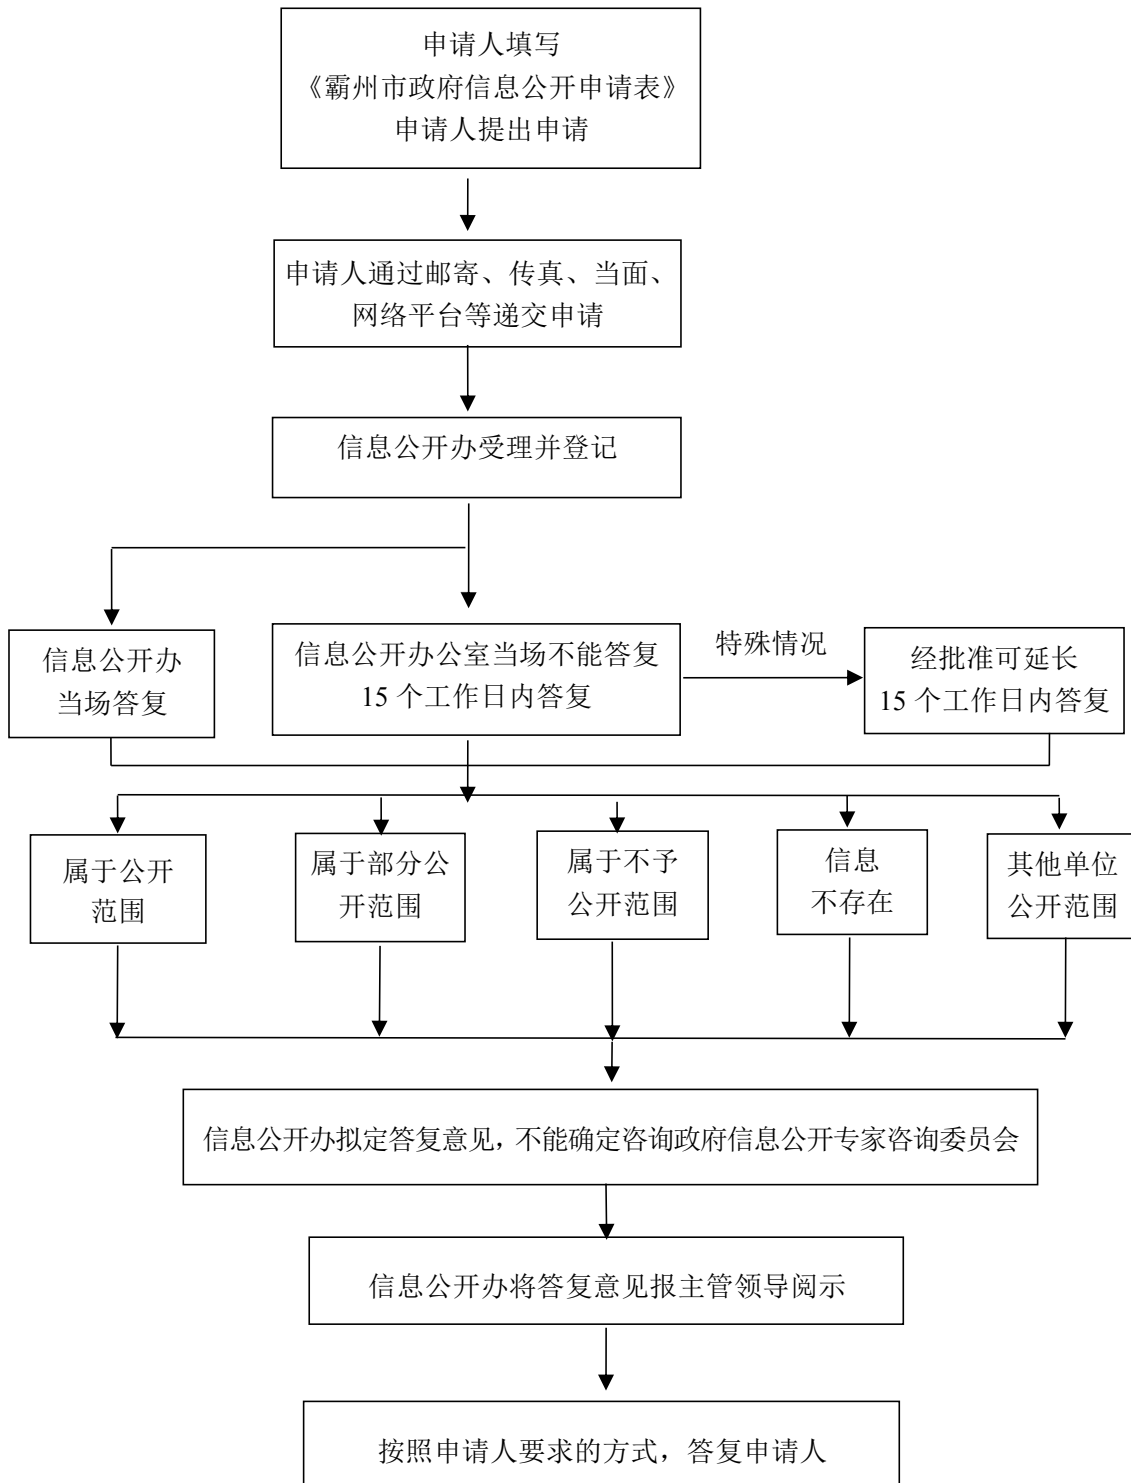 申请人填写
《霸州市政府信息公开申请表》
申请人提出申请
申请人通过邮寄、传真、当面、
网络平台等递交申请
信息公开办受理并登记
信息公开办
当场答复
信息公开办公室当场不能答复
15 个工作日内答复
特殊情况
经批准可延长
15 个工作日内答复
属于公开
范围
属于部分公
开范围
属于不予
公开范围
信息
不存在
其他单位
公开范围
信息公开办拟定答复意见，不能确定咨询政府信息公开专家咨询委员会
信息公开办将答复意见报主管领导阅示
按照申请人要求的方式，答复申请人